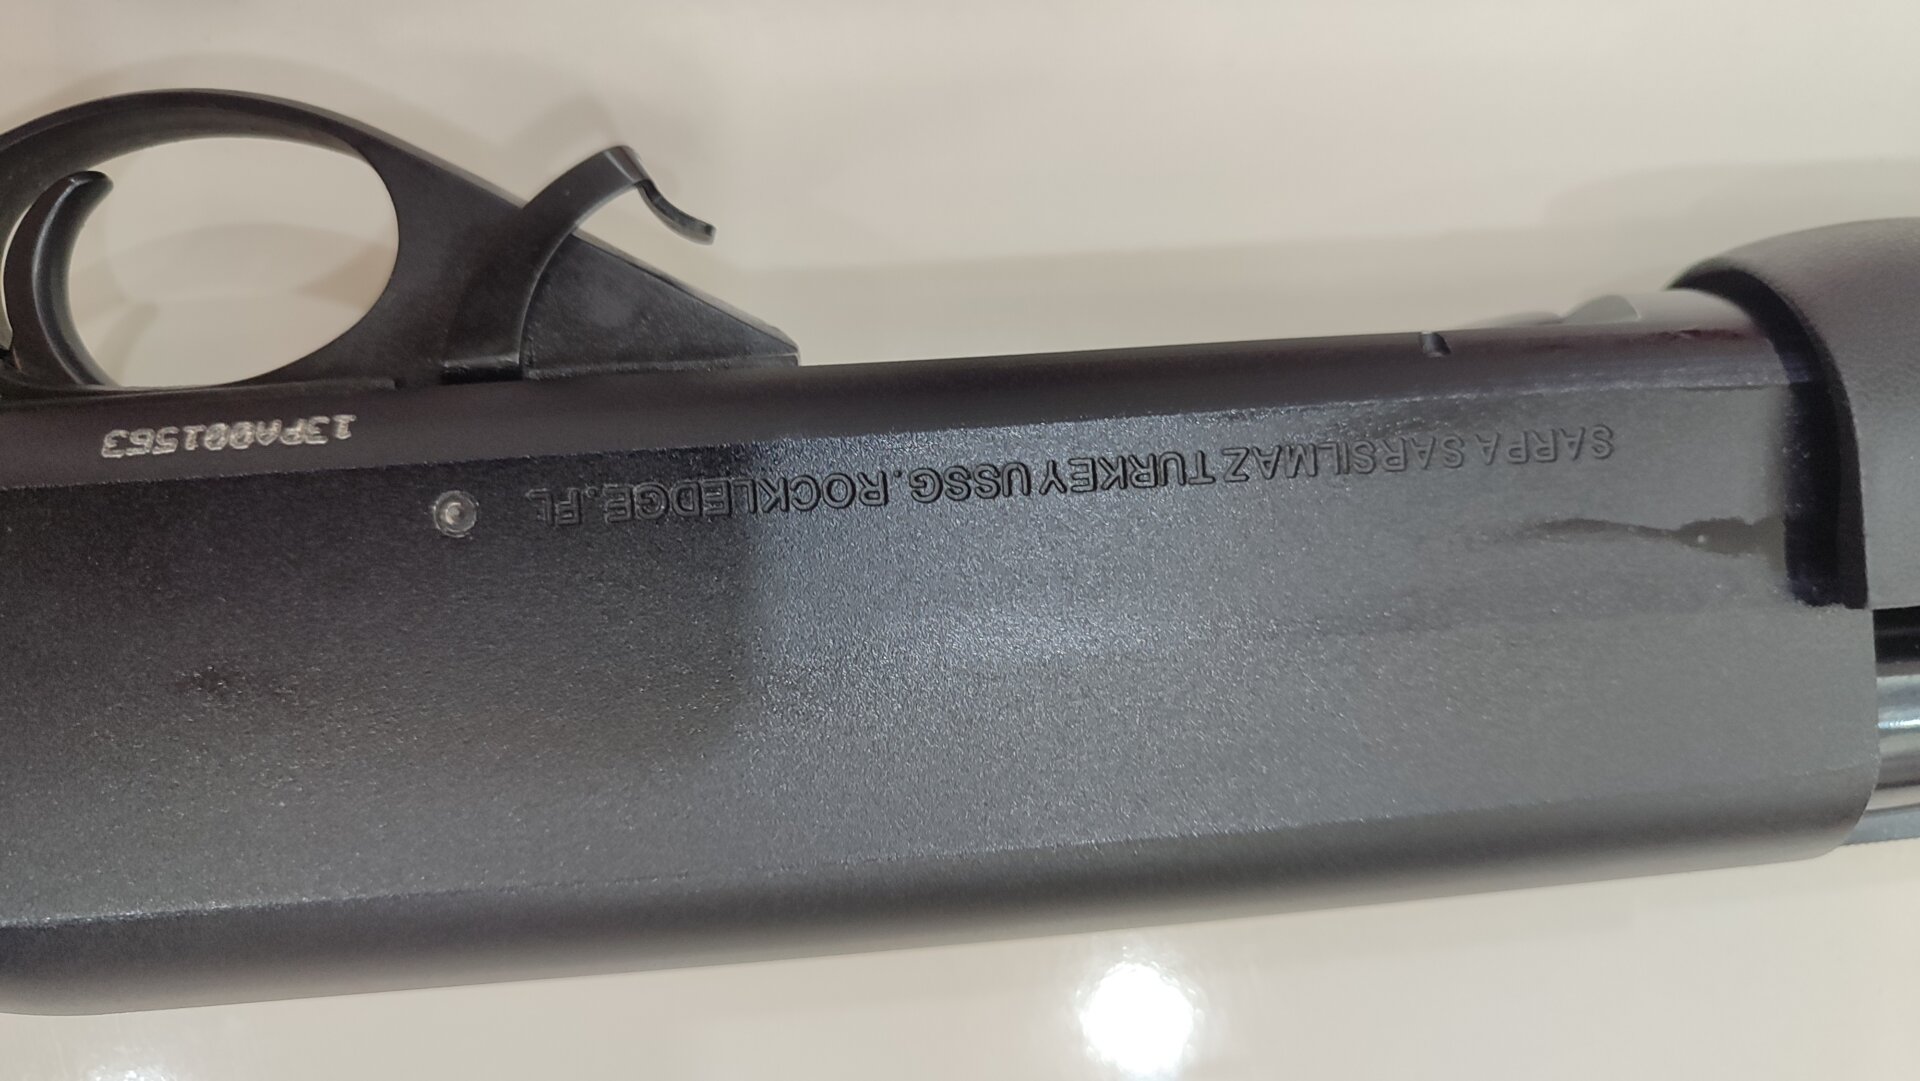 SARPA SARSILMAZ TURKEY USSG. ROCKLEDGE. FL
13PA001563